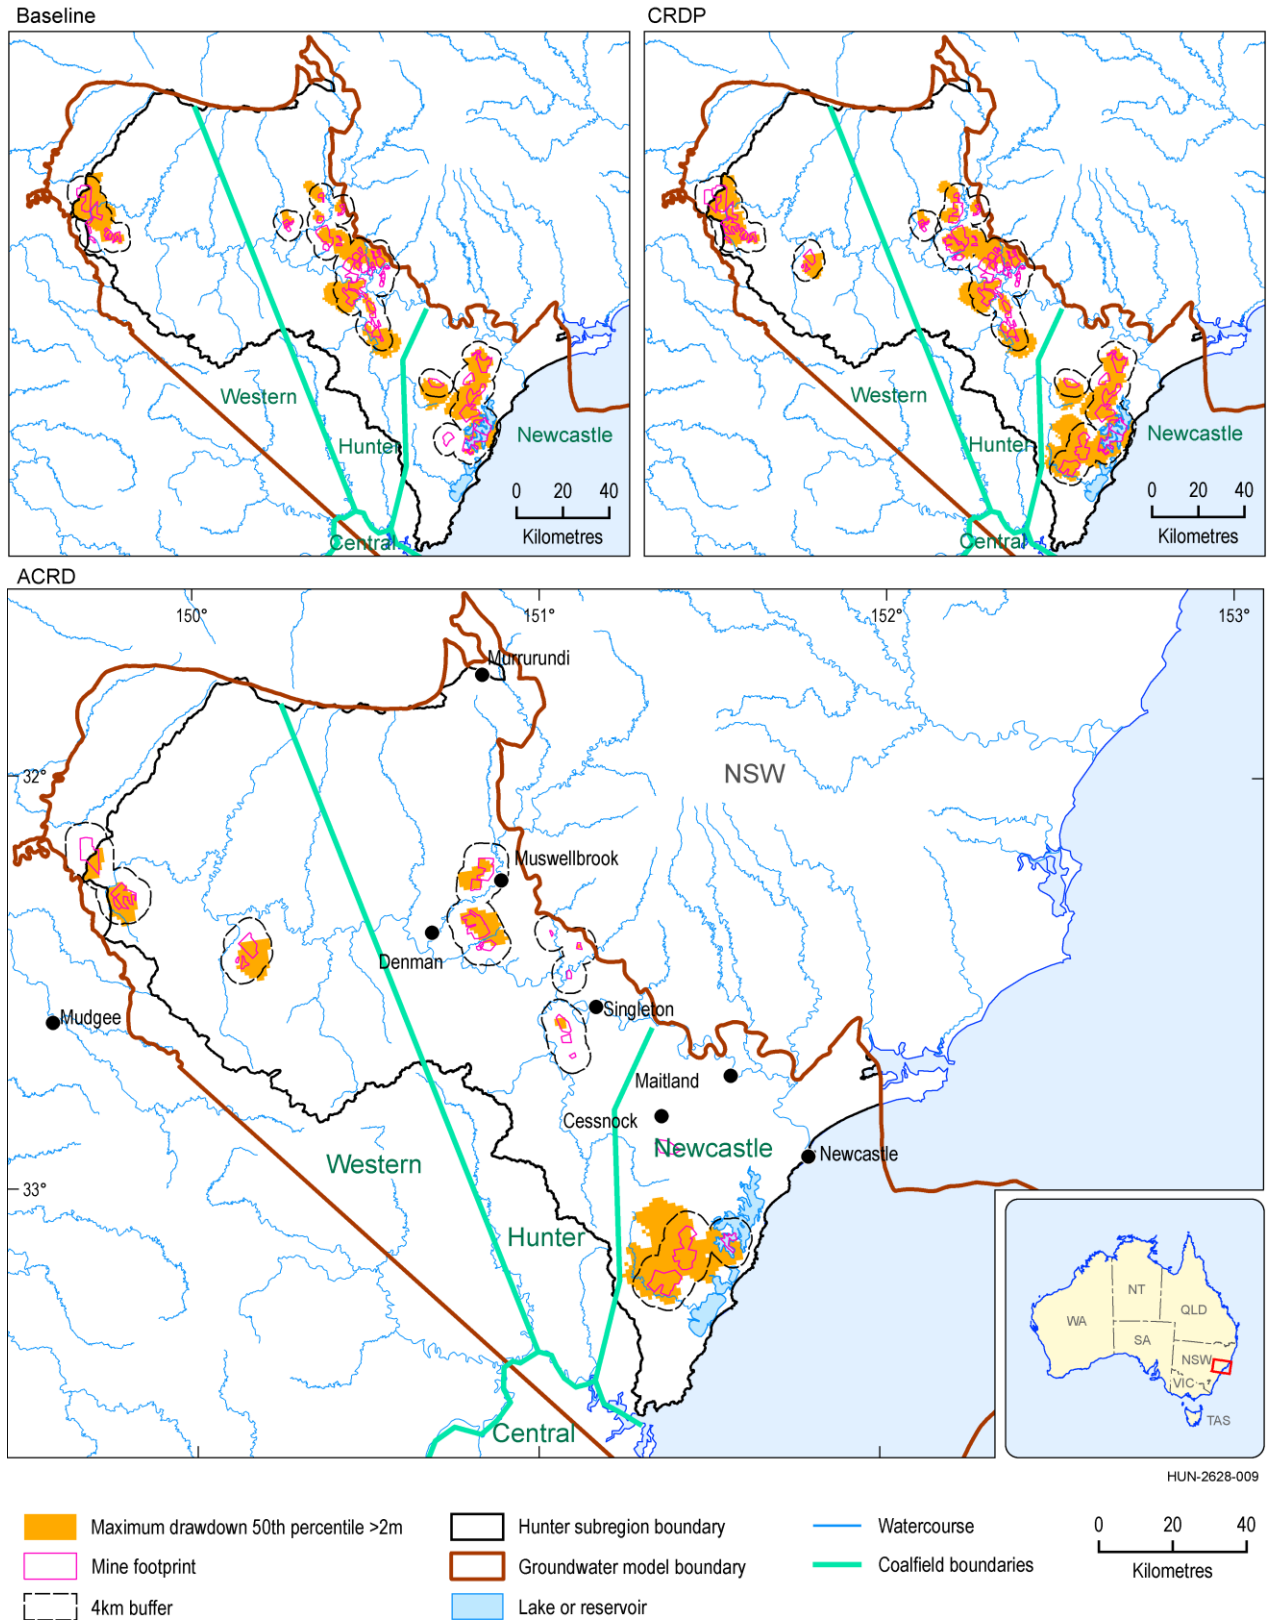 Baseline
CRDP
Western
Hunter
Newcastle
Central
0 20 40
Kilometres
Western
Hunter
Newcastle
Central
0 20 40
Kilometres
ACRD
150° 151° 152° 153°
Murrurundi
32°
NSW
Muswellbrook
Denman
Mudgee
Singleton
Maitland
Cessnock
Newcastle
Newcastle
Western
33°
Hunter
Central
NT
WA
QLD
SA
NSW
VIC
TAS
HUN-2628-009
Maximum drawdown 50th percentile >2m
Mine footprint
4km buffer
Hunter subregion boundary
Groundwater model boundary
Lake or reservoir
Watercourse
Coalfield boundaries
0 20 40
Kilometres